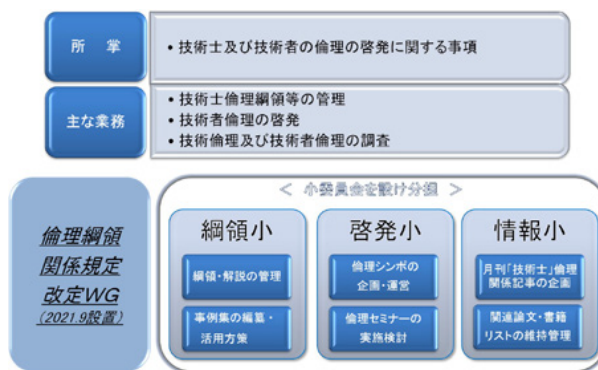 所　掌
・技術士及び技術者の倫理の啓発に関する事項
主な業務
・技術士倫理綱領等の管理
・技術者倫理の啓発
・技術倫理及び技術者倫理の調査
＜ 小委員会を設け分担 ＞
倫理綱領
関係規定
改定WG
(2021.9設置)
綱領小
綱領・解説の管理
事例集の編纂・
活用方策
啓発小
倫理シンポの
企画・運営
倫理セミナーの
実施検討
情報小
月刊「技術士」倫理
関係記事の企画
関連論文・書籍
リストの維持管理